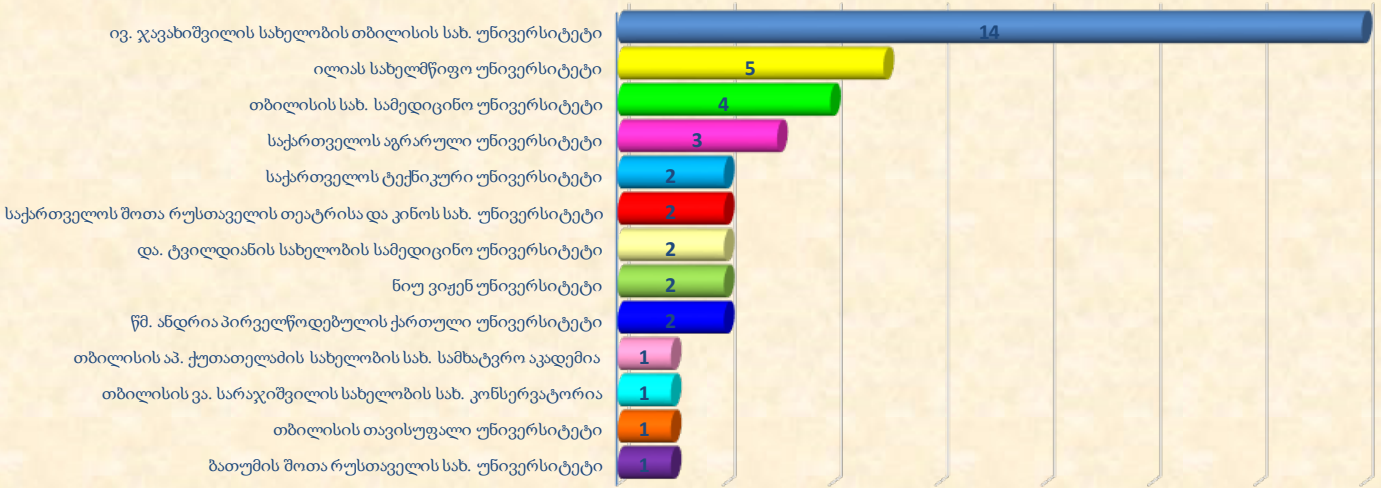 ივ. ჯავახიშვილის სახელობის თბილისის სახ. უნივერსიტეტი 14
ილიას სახელმწიფო უნივერსიტეტი 5
თბილისის სახ. სამედიცინო უნივერსიტეტი 4
საქართველოს აგრარული უნივერსიტეტი 3
საქართველოს ტექნიკური უნივერსიტეტი 2
საქართველოს შოთა რუსთაველის თეატრისა და კინოს სახ. უნივერსიტეტი 2
და. ტვილდიანის სახელობის სამედიცინო უნივერსიტეტი 2
ნიუ ვიჟენ უნივერსიტეტი 2
წმ. ანდრია პირველწოდებულის ქართული უნივერსიტეტი 2
თბილისის აპ. ქუთათელაძის სახელობის სახ. სამხატვრო აკადემია 1
თბილისის ვა. სარაჯიშვილის სახელობის სახ. კონსერვატორია 1
თბილისის თავისუფალი უნივერსიტეტი 1
ბათუმის შოთა რუსთაველის სახ. უნივერსიტეტი 1